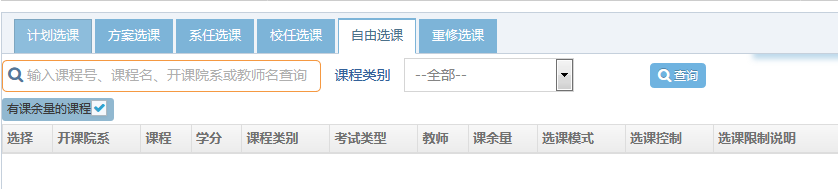 计划选课 方案选课 系任选课 校任选课 自由选课 重修选课
输入课程号、课程名、开课院系或教师名查询 课程类别 --全部-- 查询
有课余量的课程
选择 开课院系 课程 学分 课程类别 考试类型 教师 课余量 选课模式 选课控制 选课限制说明